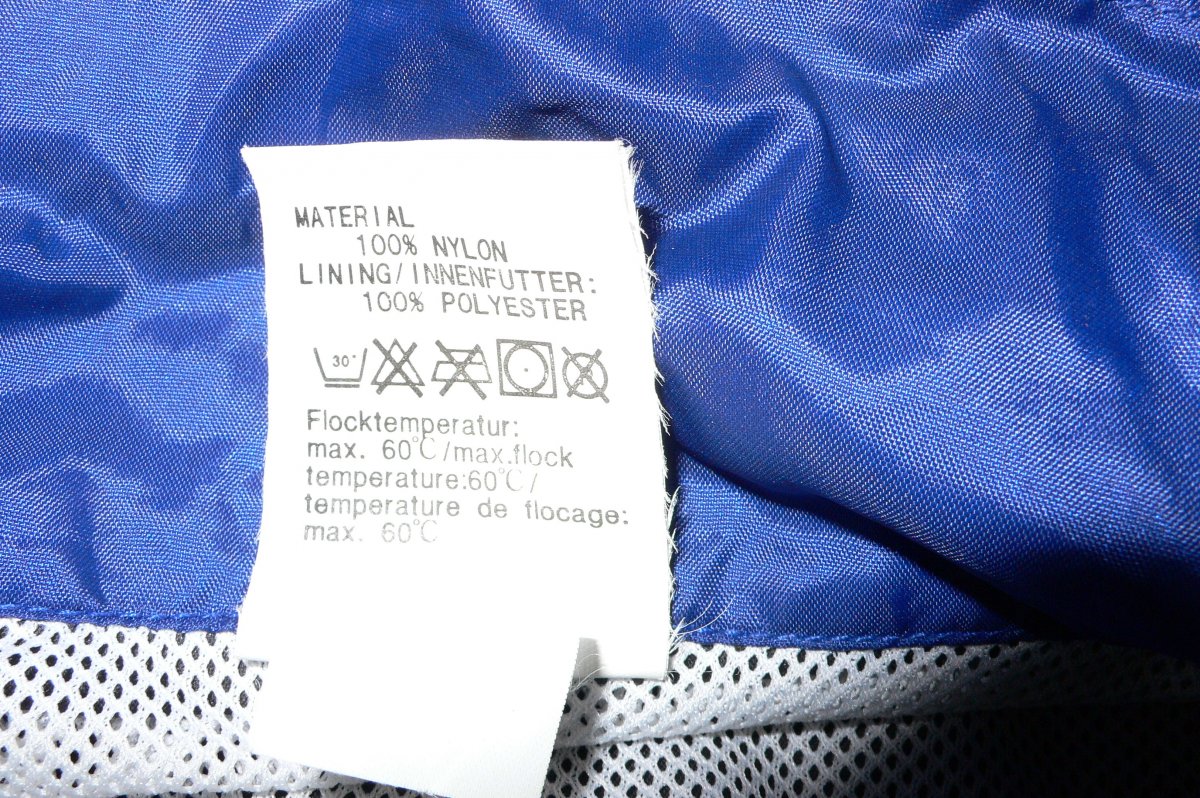 MATERIAL
100% NYLON
LINING/INNENFUTTER:
100% POLYESTER
30°
Flocktemperatur:
max. 60℃/max.flock
temperature:60℃/
temperature de flocage:
max. 60℃